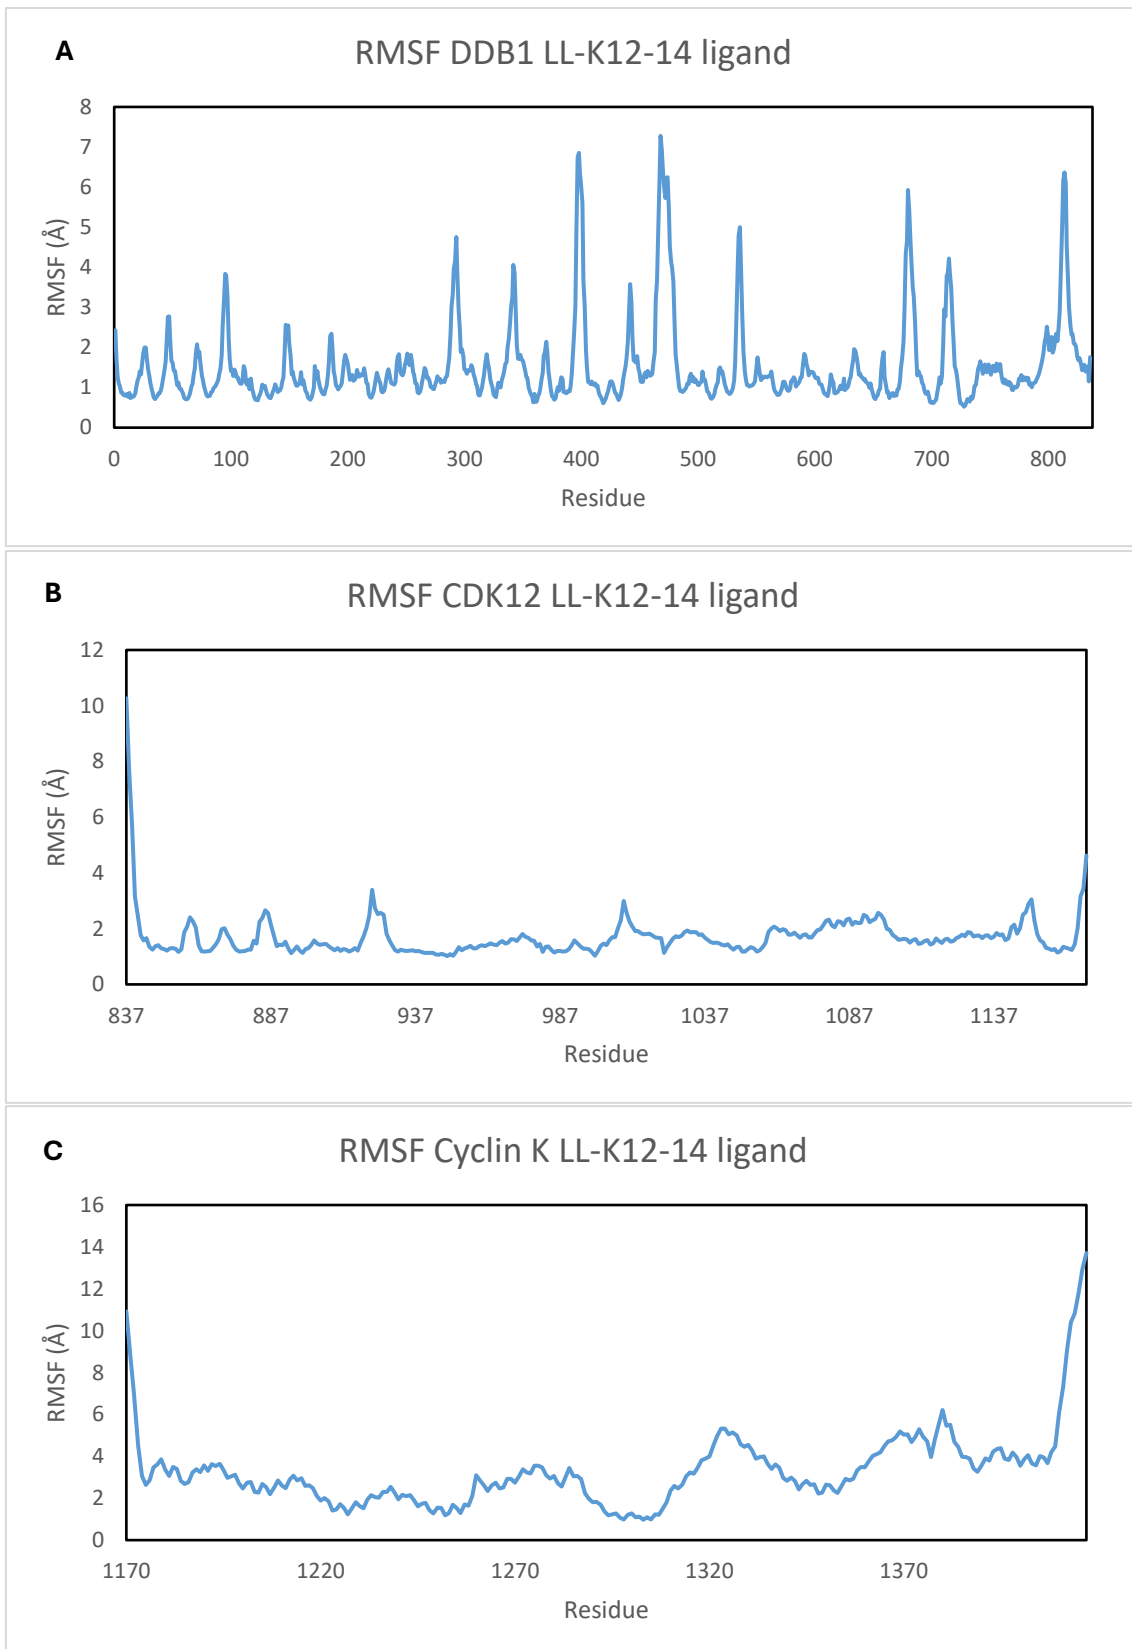 A
RMSF DDB1 LL-K12-14 ligand
8
7
6
5
4
3
2
1
0
RMSF (Å)
0 100 200 300 400 500 600 700 800
Residue
B
RMSF CDK12 LL-K12-14 ligand
12
10
8
6
4
2
0
RMSF (Å)
837 887 937 987 1037 1087 1137
Residue
C
RMSF Cyclin K LL-K12-14 ligand
16
14
12
10
8
6
4
2
0
RMSF (Å)
1170 1220 1270 1320 1370
Residue